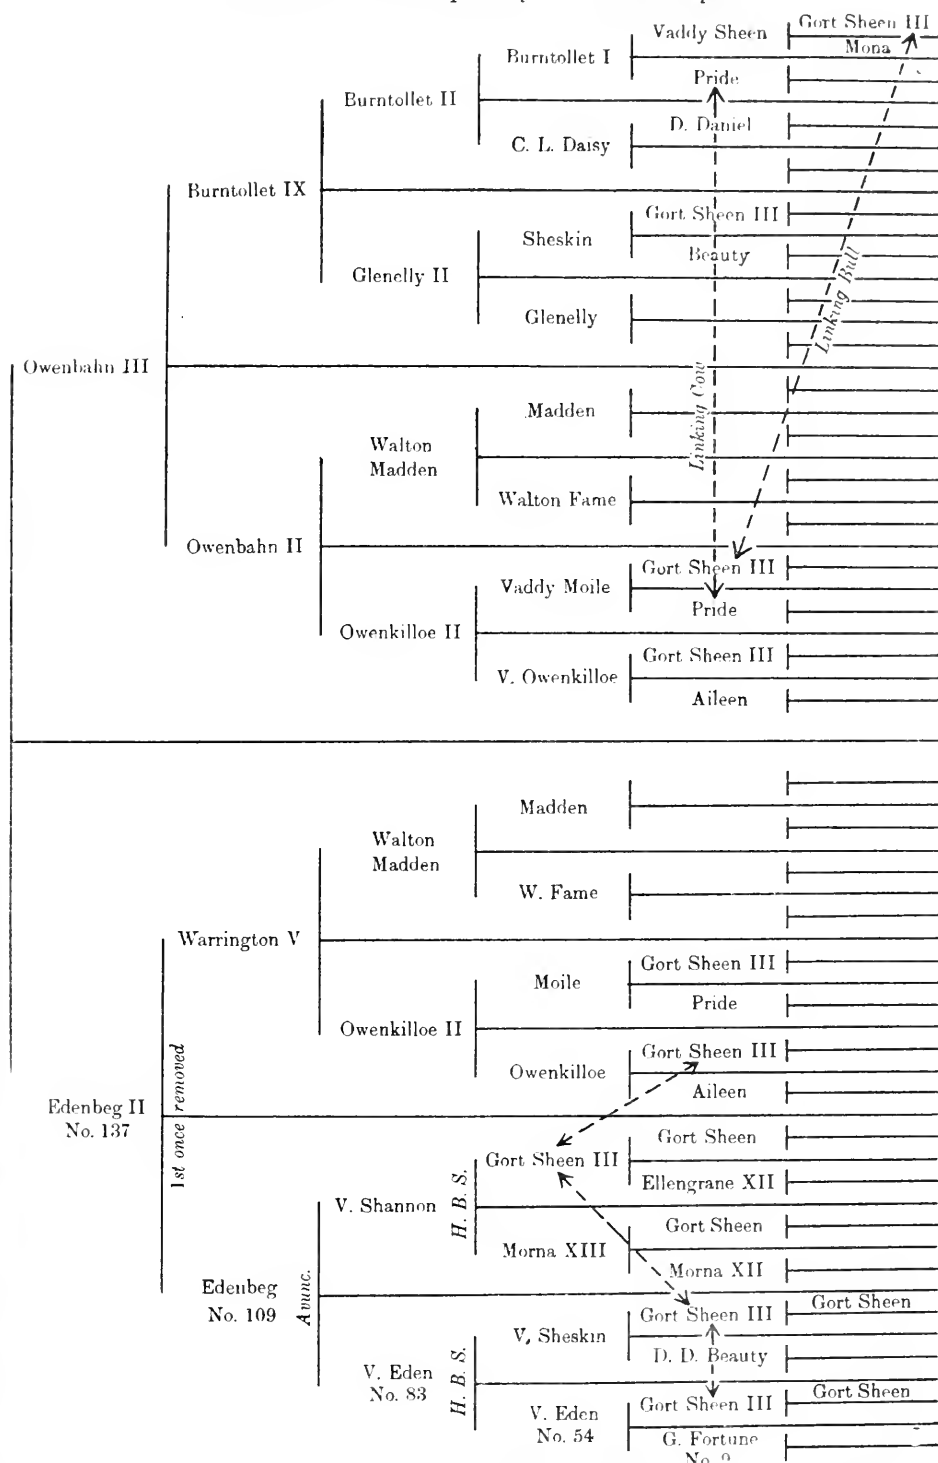 Gort Sheen III
Vaddy Sheen
Mona
Burntollet I
Pride
Burntollet II
D. Daniel
C. L. Daisy
Burntollet IX
Gort Sheen III
Sheskin
Beauty
Glenelly II
Linking Bull
Glenelly
Owenbahn III
Linking Cow
Madden
Walton
Madden
Walton Fame
Owenbahn II
Gort Sheen III
Vaddy Moile
Pride
Owenkilloe II
Gort Sheen III
V. Owenkilloe
Aileen
Madden
Walton
Madden
W. Fame
Warrington V
Gort Sheen III
Moile
Pride
Owenkilloe II
Gort Sheen III
Owenkilloe
Aileen
Edenbeg II
No. 137
1st once removed
Gort Sheen
Gort Sheen III
Ellengrane XII
V. Shannon
H. B. S.
Gort Sheen
Morna XIII
Morna XII
Edenbeg
No. 109
Avunc.
Gort Sheen III
Gort Sheen
V. Sheskin
D. D. Beauty
V. Eden
No. 83
H. B. S.
Gort Sheen III
Gort Sheen
V. Eden
No. 54
G. Fortune